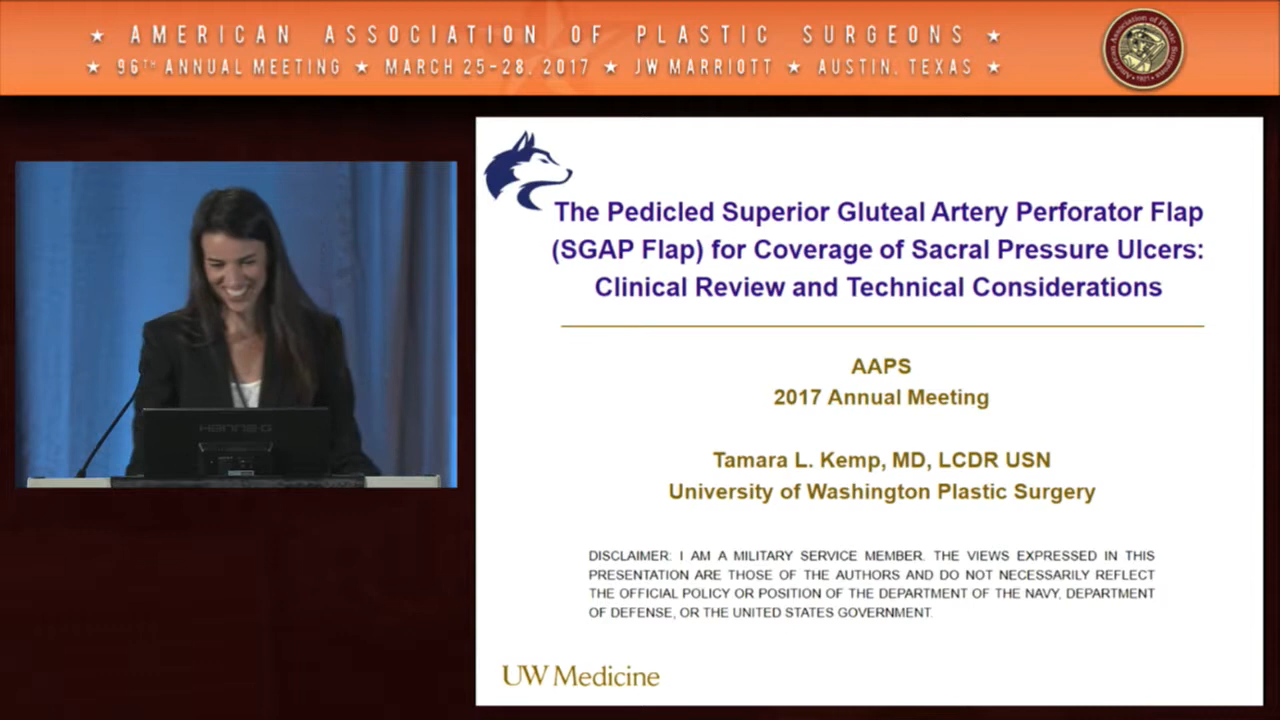 ★ AMERICAN ASSOCIATION OF PLASTIC SURGEONS ★
★ 96TH ANNUAL MEETING ★ MARCH 25-28, 2017 ★ JW MARRIOTT ★ AUSTIN, TEXAS ★
The Pedicled Superior Gluteal Artery Perforator Flap
(SGAP Flap) for Coverage of Sacral Pressure Ulcers:
Clinical Review and Technical Considerations
AAPS
2017 Annual Meeting
Tamara L. Kemp, MD, LCDR USN
University of Washington Plastic Surgery
DISCLAIMER: I AM A MILITARY SERVICE MEMBER. THE VIEWS EXPRESSED IN THIS
PRESENTATION ARE THOSE OF THE AUTHORS AND DO NOT NECESSARILY REFLECT
THE OFFICIAL POLICY OR POSITION OF THE DEPARTMENT OF THE NAVY, DEPARTMENT
OF DEFENSE, OR THE UNITED STATES GOVERNMENT.
UW Medicine
HANNS-G